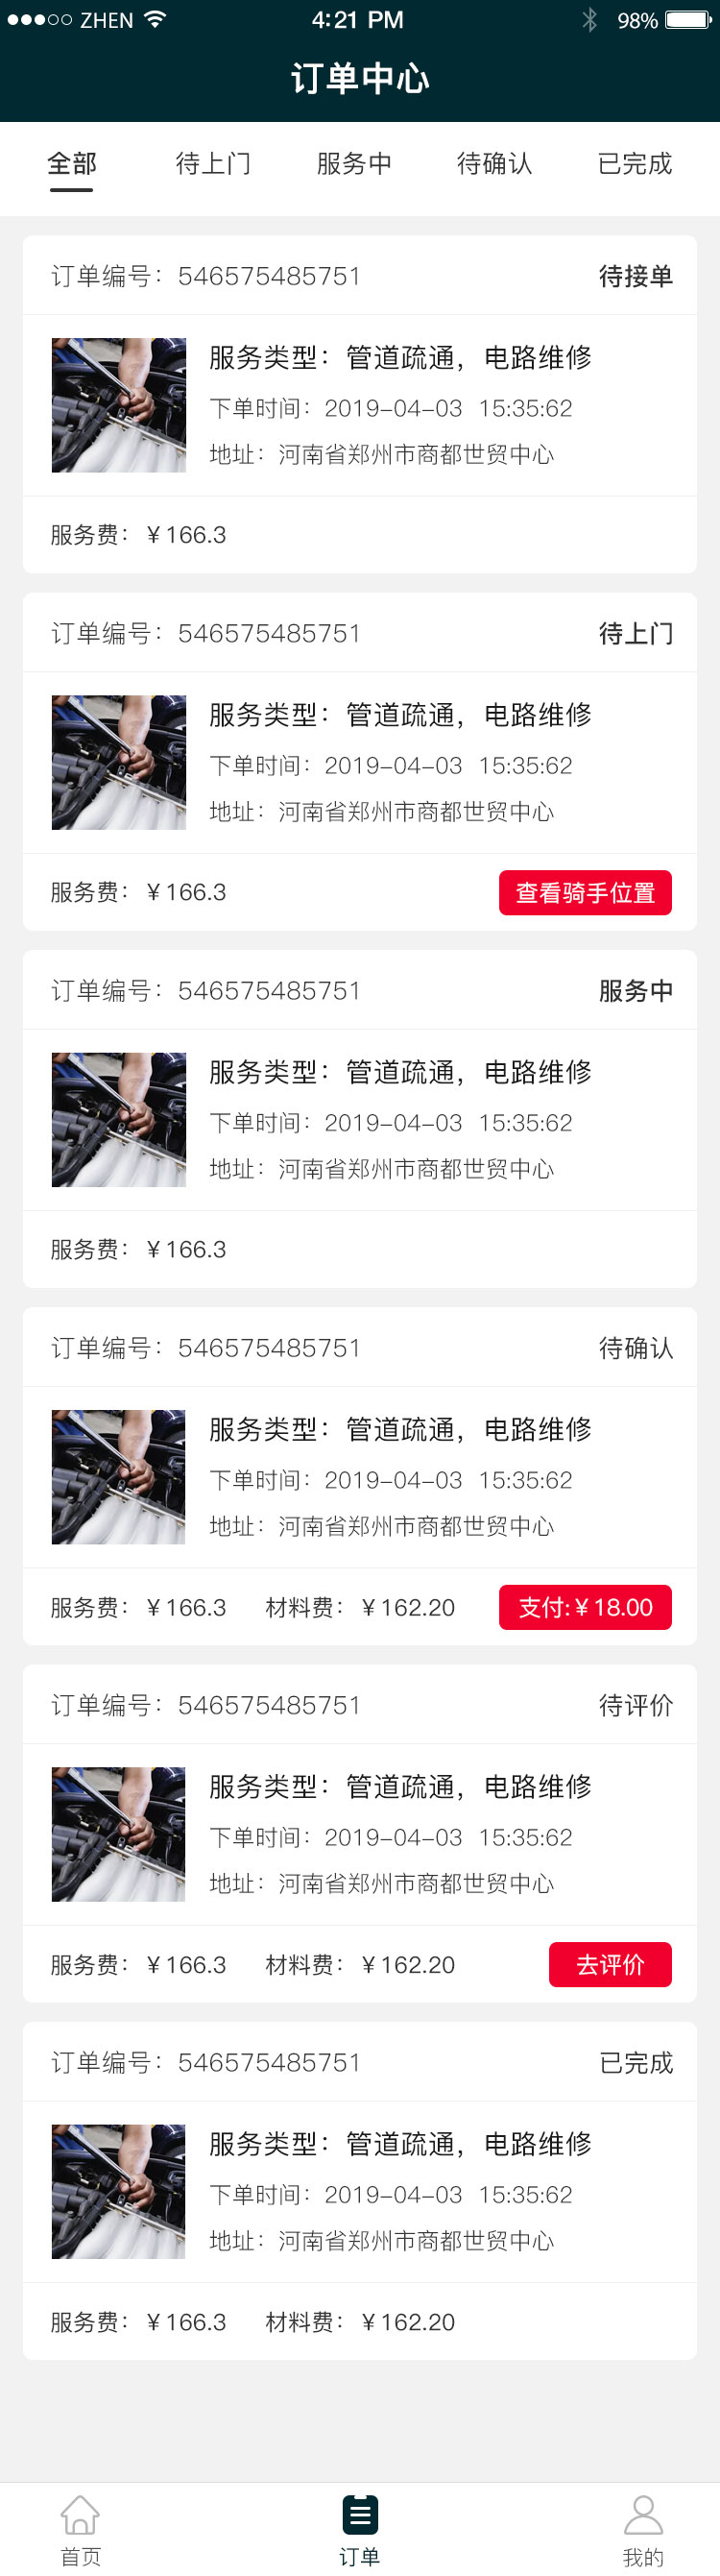 ZHEN 4:21 PM 98%
订单中心
全部 待上门 服务中 待确认 已完成
订单编号：546575485751 待接单
服务类型：管道疏通，电路维修
下单时间：2019-04-03 15:35:62
地址：河南省郑州市商都世贸中心
服务费：￥166.3
订单编号：546575485751 待上门
服务类型：管道疏通，电路维修
下单时间：2019-04-03 15:35:62
地址：河南省郑州市商都世贸中心
服务费：￥166.3 查看骑手位置
订单编号：546575485751 服务中
服务类型：管道疏通，电路维修
下单时间：2019-04-03 15:35:62
地址：河南省郑州市商都世贸中心
服务费：￥166.3
订单编号：546575485751 待确认
服务类型：管道疏通，电路维修
下单时间：2019-04-03 15:35:62
地址：河南省郑州市商都世贸中心
服务费：￥166.3 材料费：￥162.20 支付:￥18.00
订单编号：546575485751 待评价
服务类型：管道疏通，电路维修
下单时间：2019-04-03 15:35:62
地址：河南省郑州市商都世贸中心
服务费：￥166.3 材料费：￥162.20 去评价
订单编号：546575485751 已完成
服务类型：管道疏通，电路维修
下单时间：2019-04-03 15:35:62
地址：河南省郑州市商都世贸中心
服务费：￥166.3 材料费：￥162.20
首页 订单 我的